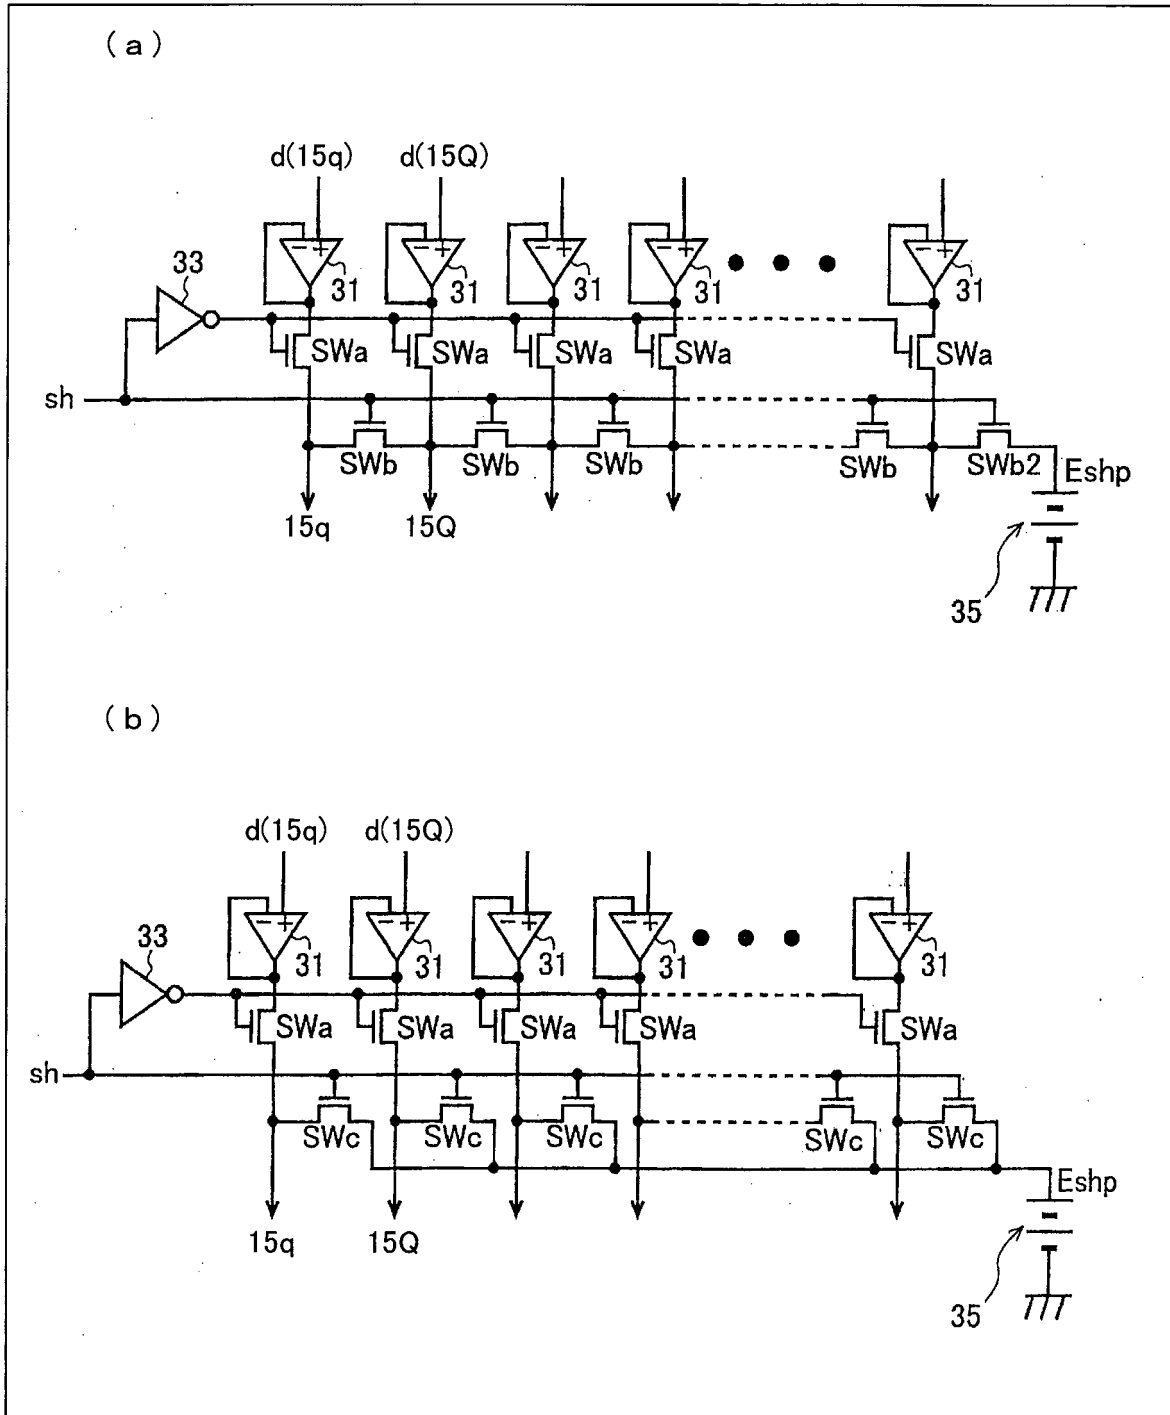 (a)
d(15q) d(15Q)
33
− + − + − + − + − +
31 31 31 31 31
SWa SWa SWa SWa SWa
sh
SWb SWb SWb SWb SWb2 Eshp
15q 15Q
35
(b)
d(15q) d(15Q)
33
− + − + − + − + − +
31 31 31 31 31
SWa SWa SWa SWa SWa
sh
SWc SWc SWc SWc SWc
Eshp
15q 15Q
35